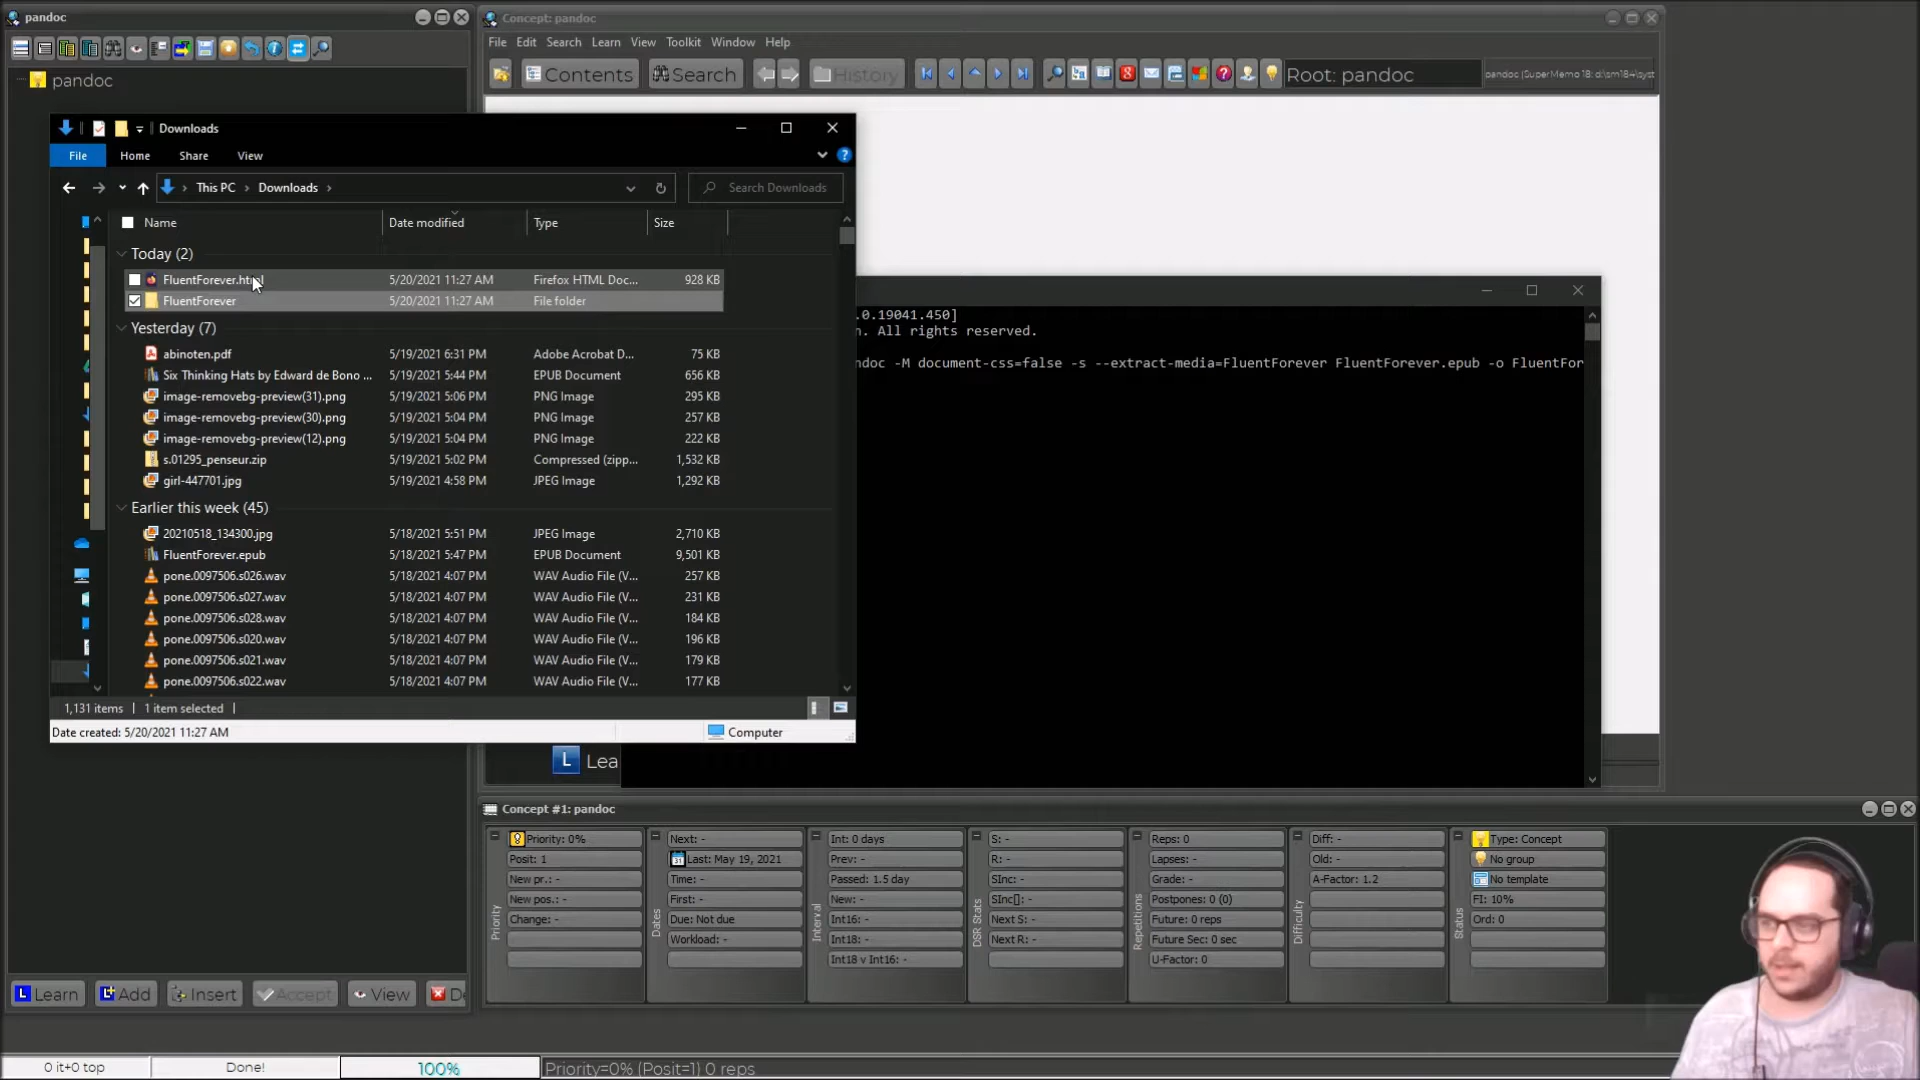 pandoc
Concept: pandoc
File Edit Search Learn View Toolkit Window Help
Contents Search History Root: pandoc
pandoc
Downloads
File Home Share View
This PC Downloads Search Downloads
Name Date modified Type Size
Today (2)
FluentForever.html 5/20/2021 11:27 AM Firefox HTML Doc... 928 KB
FluentForever 5/20/2021 11:27 AM File folder
Yesterday (7)
abinoten.pdf 5/19/2021 6:31 PM Adobe Acrobat D... 75 KB
Six Thinking Hats by Edward de Bono ... 5/19/2021 5:44 PM EPUB Document 656 KB
image-removebg-preview(31).png 5/19/2021 5:06 PM PNG Image 295 KB
image-removebg-preview(30).png 5/19/2021 5:04 PM PNG Image 257 KB
image-removebg-preview(12).png 5/19/2021 5:04 PM PNG Image 222 KB
s.01295_penseur.zip 5/19/2021 5:02 PM Compressed (zipp... 1,532 KB
girl-447701.jpg 5/19/2021 4:58 PM JPEG Image 1,292 KB
Earlier this week (45)
20210518_134300.jpg 5/18/2021 5:51 PM JPEG Image 2,710 KB
FluentForever.epub 5/18/2021 5:47 PM EPUB Document 9,501 KB
pone.0097506.s026.wav 5/18/2021 4:07 PM WAV Audio File (V... 257 KB
pone.0097506.s027.wav 5/18/2021 4:07 PM WAV Audio File (V... 231 KB
pone.0097506.s028.wav 5/18/2021 4:07 PM WAV Audio File (V... 184 KB
pone.0097506.s020.wav 5/18/2021 4:07 PM WAV Audio File (V... 196 KB
pone.0097506.s021.wav 5/18/2021 4:07 PM WAV Audio File (V... 179 KB
pone.0097506.s022.wav 5/18/2021 4:07 PM WAV Audio File (V... 177 KB
1,131 items 1 item selected
Date created: 5/20/2021 11:27 AM Computer
.0.19041.450]
n. All rights reserved.
ndoc -M document-css=false -s --extract-media=FluentForever FluentForever.epub -o FluentFor
L Lea
Concept #1: pandoc
Priority: 0% Next: - Int: 0 days S: - Reps: 0 Diff: - Type: Concept
Posit: 1 Last: May 19, 2021 Prev: - R: - Lapses: - Old: - No group
New pr.: - Time: - Passed: 1.5 day SInc: - Grade: - A-Factor: 1.2 No template
New pos.: - First: - New: - SInc[]: - Postpones: 0 (0) FI: 10%
Change: - Due: Not due Int16: - Next S: - Future: 0 reps Ord: 0
Workload: - Int18: - Next R: - Future Sec: 0 sec
Int18 v Int16: - U-Factor: 0
Priority Dates Interval DSR Stats Repetitions Difficulty Status
L Learn Add Insert Accept View De
0 it+0 top Done! 100% Priority=0% (Posit=1) 0 reps